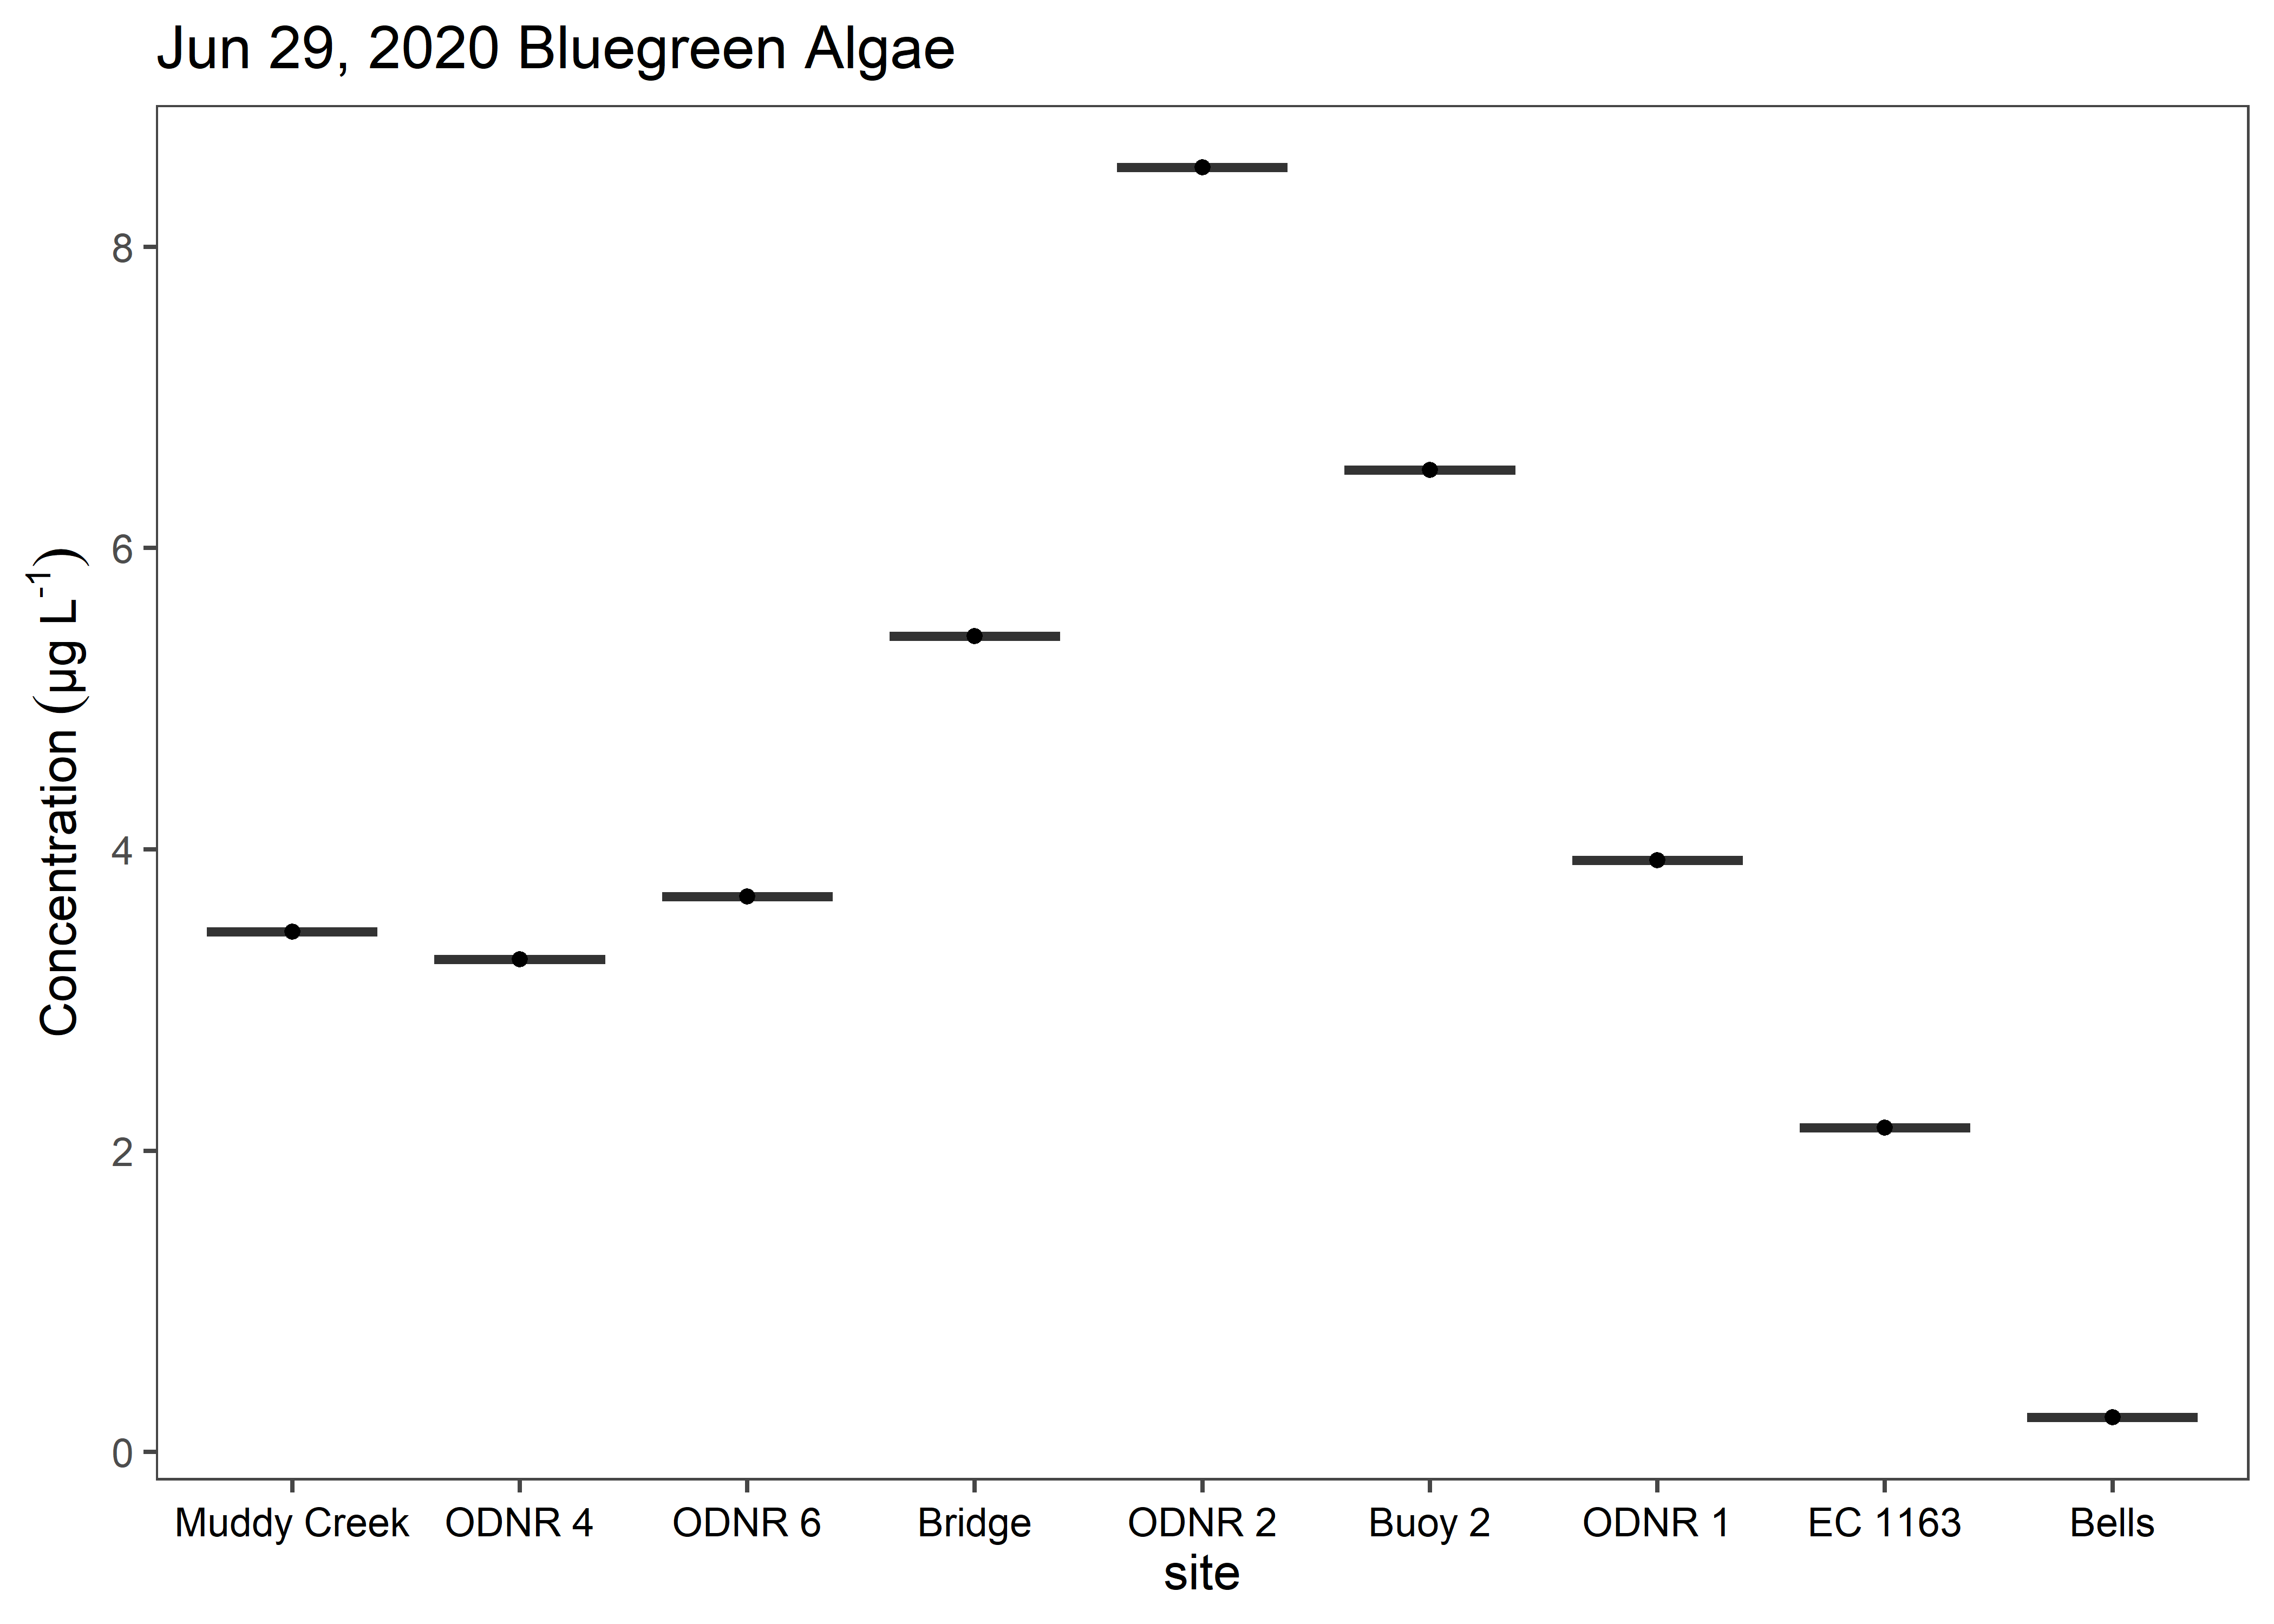 Jun 29, 2020 Bluegreen Algae
Concentration (µg L⁻¹)
8
6
4
2
0
Muddy Creek ODNR 4 ODNR 6 Bridge ODNR 2 Buoy 2 ODNR 1 EC 1163 Bells
site